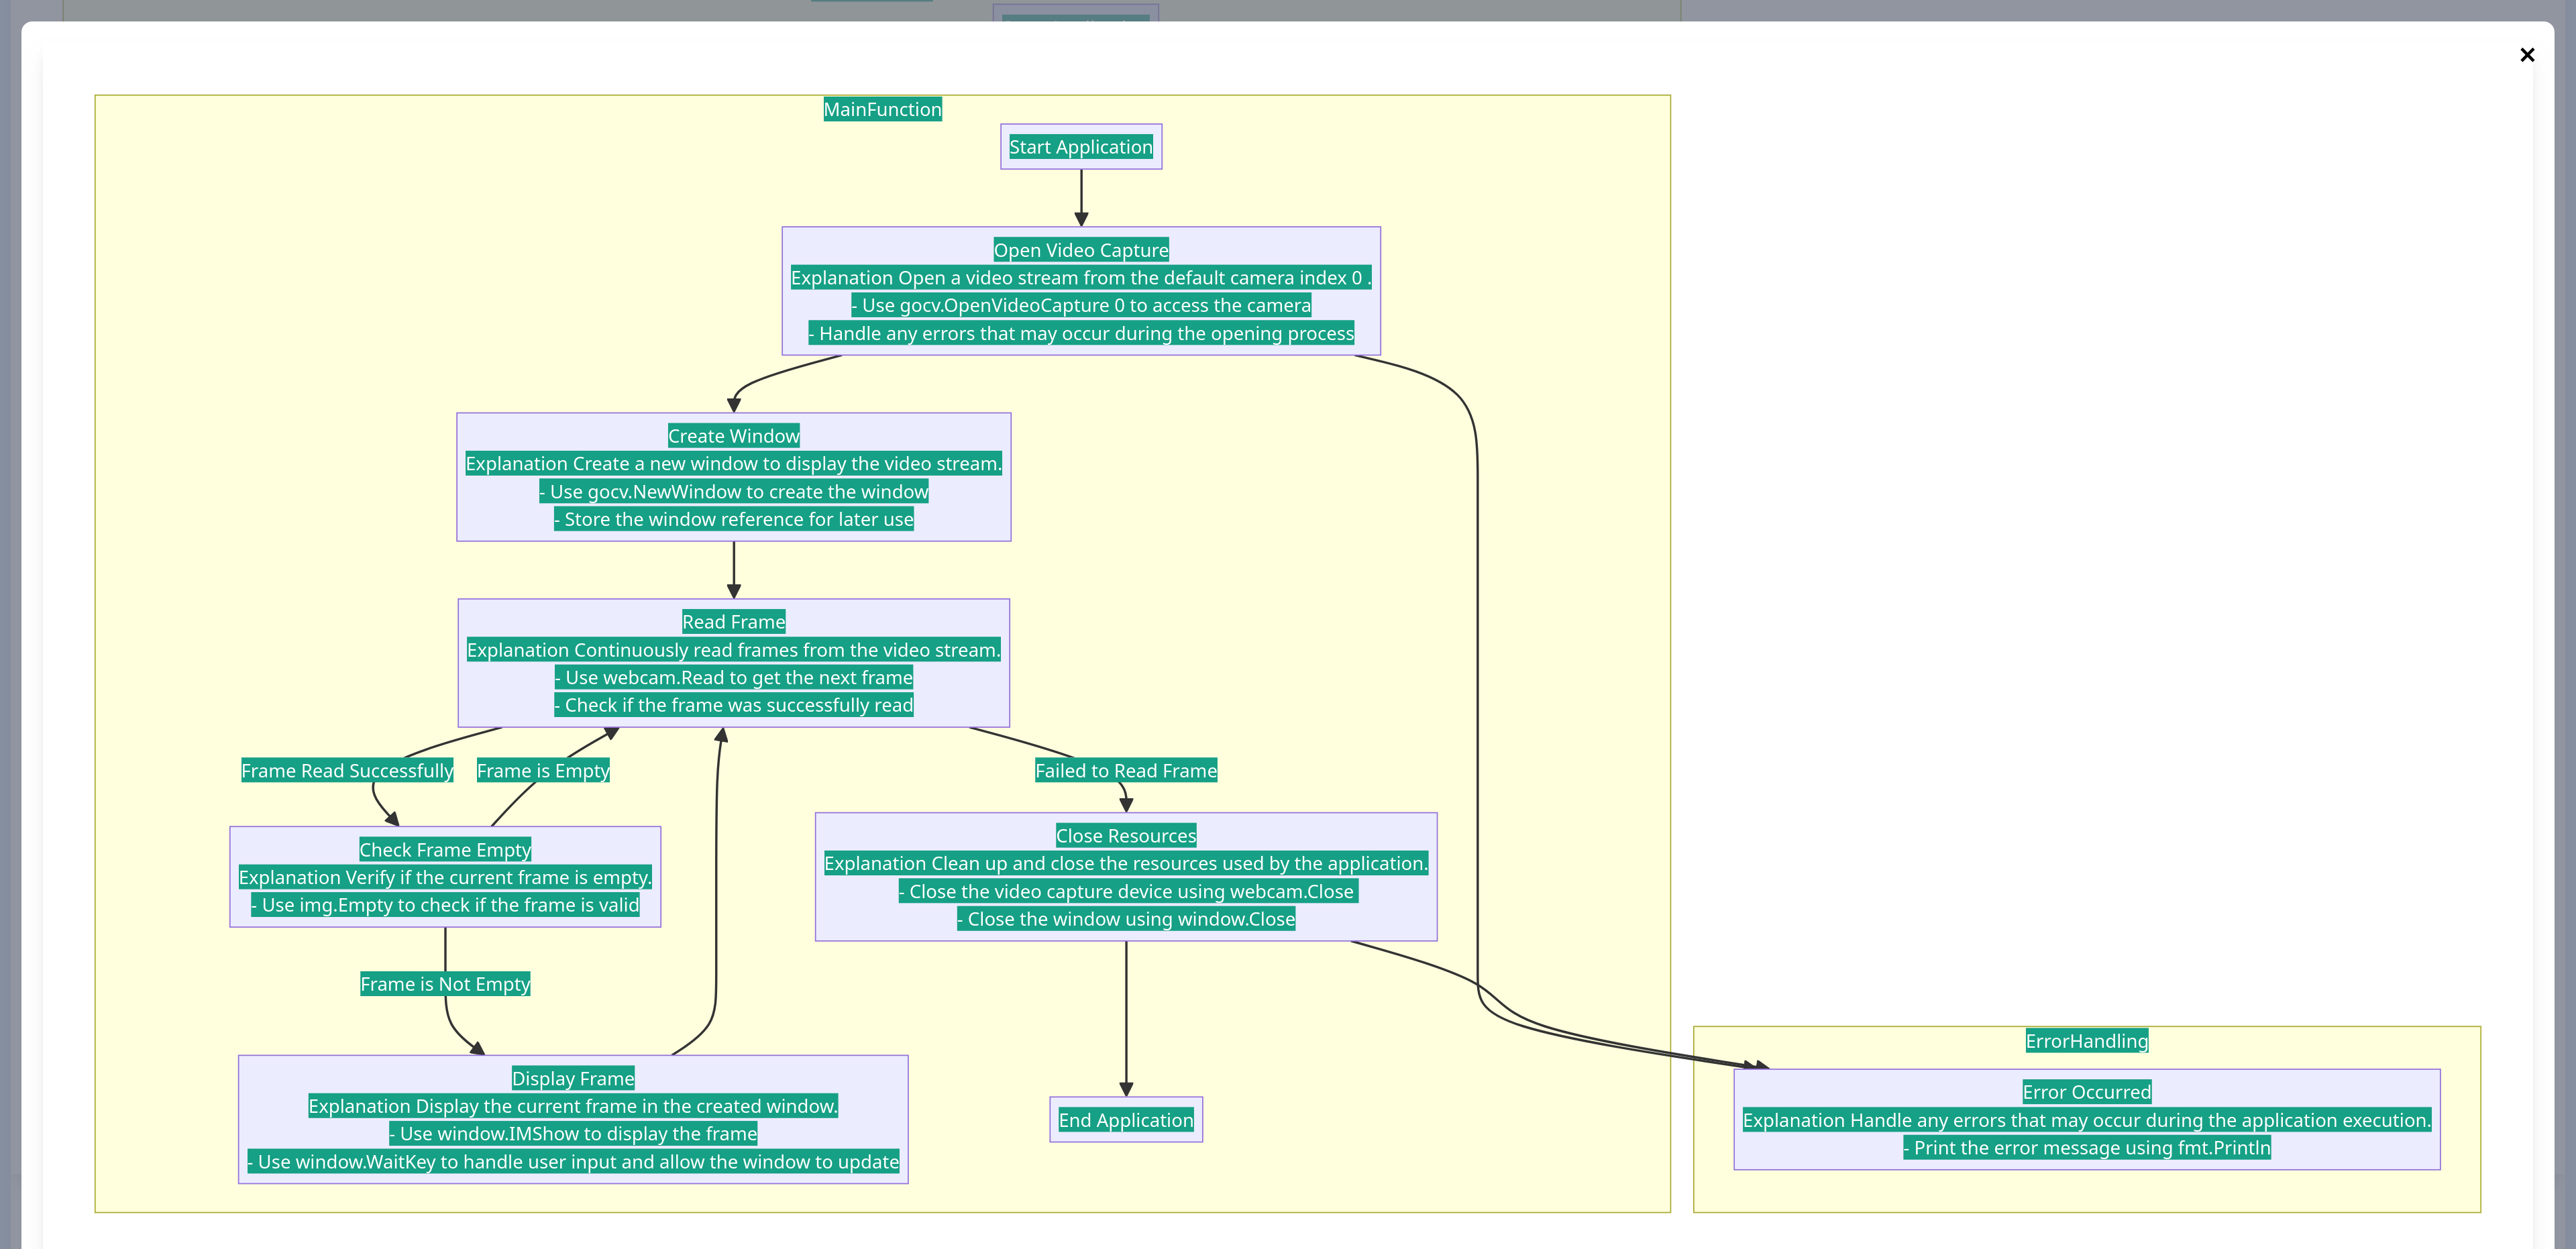 MainFunction
Start Application
Open Video Capture
Explanation Open a video stream from the default camera index 0 .
- Use gocv.OpenVideoCapture 0 to access the camera
- Handle any errors that may occur during the opening process
Create Window
Explanation Create a new window to display the video stream.
- Use gocv.NewWindow to create the window
- Store the window reference for later use
Read Frame
Explanation Continuously read frames from the video stream.
- Use webcam.Read to get the next frame
- Check if the frame was successfully read
Frame Read Successfully
Frame is Empty
Failed to Read Frame
Check Frame Empty
Explanation Verify if the current frame is empty.
- Use img.Empty to check if the frame is valid
Close Resources
Explanation Clean up and close the resources used by the application.
- Close the video capture device using webcam.Close
- Close the window using window.Close
Frame is Not Empty
Display Frame
Explanation Display the current frame in the created window.
- Use window.IMShow to display the frame
- Use window.WaitKey to handle user input and allow the window to update
End Application
ErrorHandling
Error Occurred
Explanation Handle any errors that may occur during the application execution.
- Print the error message using fmt.Println